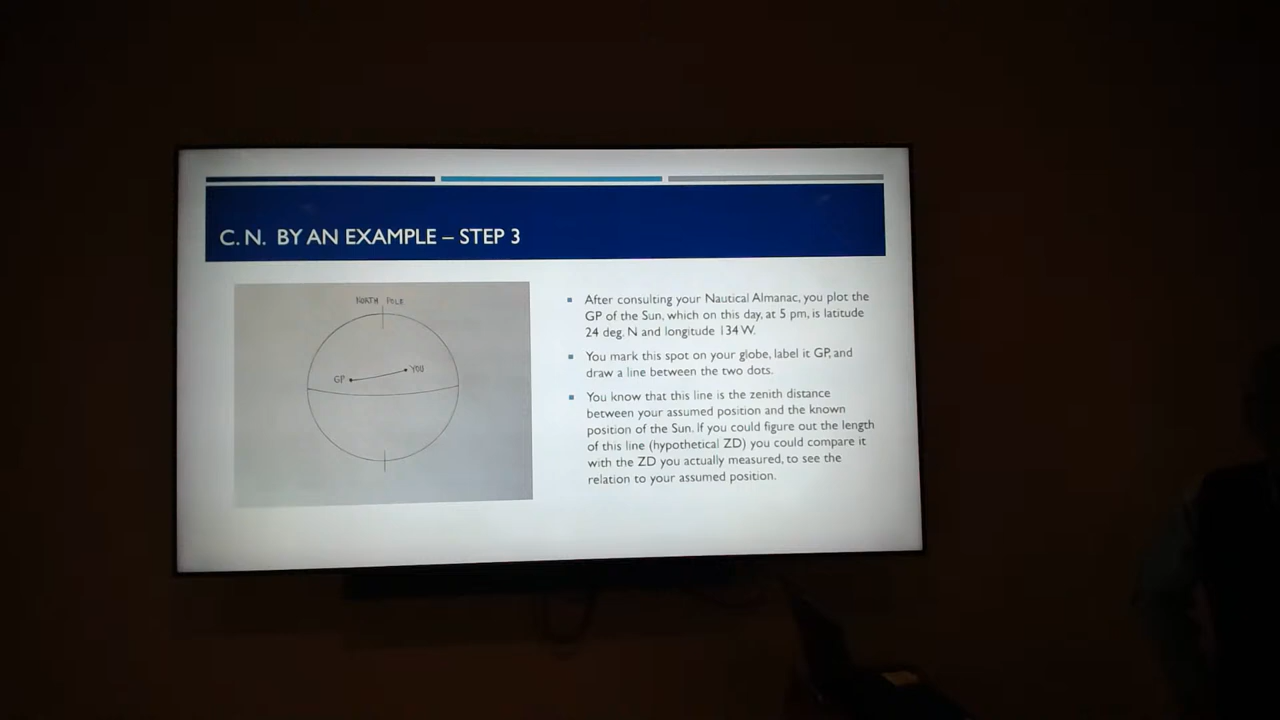 C. N. BY AN EXAMPLE – STEP 3
NORTH POLE
GP
YOU
After consulting your Nautical Almanac, you plot the
GP of the Sun, which on this day, at 5 pm, is latitude
24 deg. N and longitude 134 W.
You mark this spot on your globe, label it GP, and
draw a line between the two dots.
You know that this line is the zenith distance
between your assumed position and the known
position of the Sun. If you could figure out the length
of this line (hypothetical ZD) you could compare it
with the ZD you actually measured, to see the
relation to your assumed position.